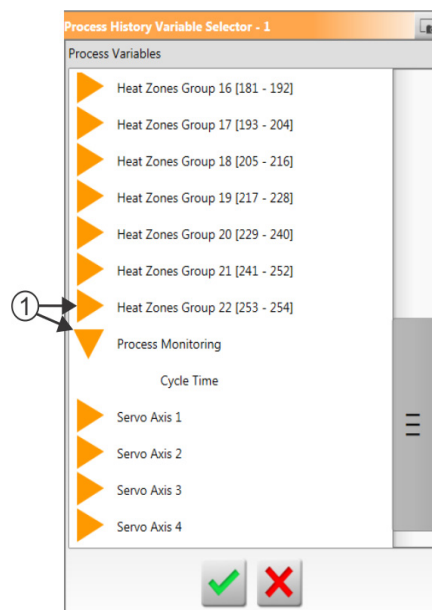 Process History Variable Selector - 1
Process Variables
Heat Zones Group 16 [181 - 192]
Heat Zones Group 17 [193 - 204]
Heat Zones Group 18 [205 - 216]
Heat Zones Group 19 [217 - 228]
Heat Zones Group 20 [229 - 240]
Heat Zones Group 21 [241 - 252]
1
Heat Zones Group 22 [253 - 254]
Process Monitoring
Cycle Time
Servo Axis 1
Servo Axis 2
Servo Axis 3
Servo Axis 4